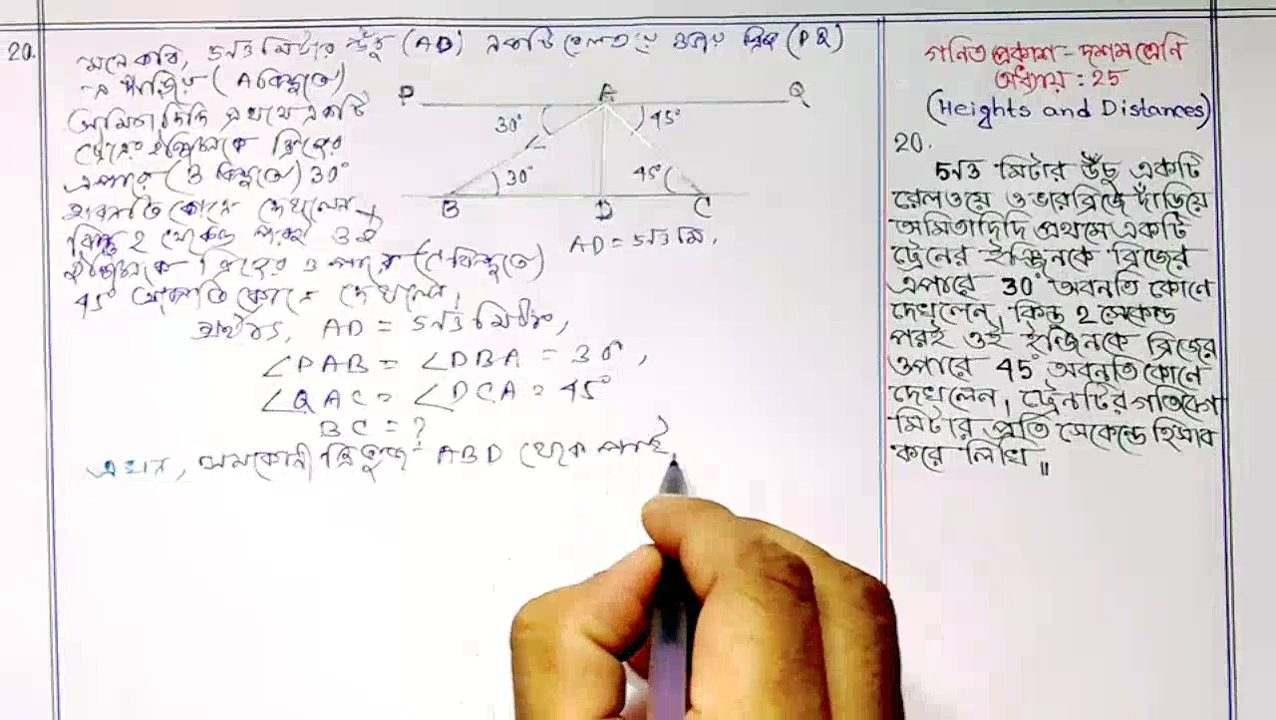 20.
মনে করি, 5√3 মিটার উঁচু (AD) একটি রেলওয়ে ওভার ব্রিজ (PQ)
এ দাঁড়িয়ে (A বিন্দুতে)
অমিতাদিদি প্রথমে একটি
ট্রেনের ইঞ্জিনকে ব্রিজের
এপারে (B বিন্দুতে) 30°
অবনতি কোণে দেখলেন,
কিন্তু 2 সেকেন্ড পরই ওই
ইঞ্জিনকে ব্রিজের ওপারে (C বিন্দুতে)
45° অবনতি কোণে দেখলেন,
P A Q
30° 45°
30° 45°
B D C
AD = 5√3 মি,
অর্থাৎ, AD = 5√3 মিটার,
∠PAB = ∠DBA = 30°,
∠QAC = ∠DCA = 45°
BC = ?
এখন, সমকোণী ত্রিভুজ ABD থেকে পাই,
গনিত প্রকাশ - দশম শ্রেনি
অধ্যায় : 25
(Heights and Distances)
20.
5√3 মিটার উঁচু একটি
রেলওয়ে ওভারব্রিজে দাঁড়িয়ে
অমিতাদিদি প্রথমে একটি
ট্রেনের ইঞ্জিনকে ব্রিজের
এপারে 30° অবনতি কোনে
দেখলেন, কিন্তু 2 সেকেন্ড
পরই ওই ইঞ্জিনকে ব্রিজের
ওপারে 45° অবনতি কোনে
দেখলেন, ট্রেনটির গতিবেগ
মিটার প্রতি সেকেন্ডে হিসাব
করে লিখি॥